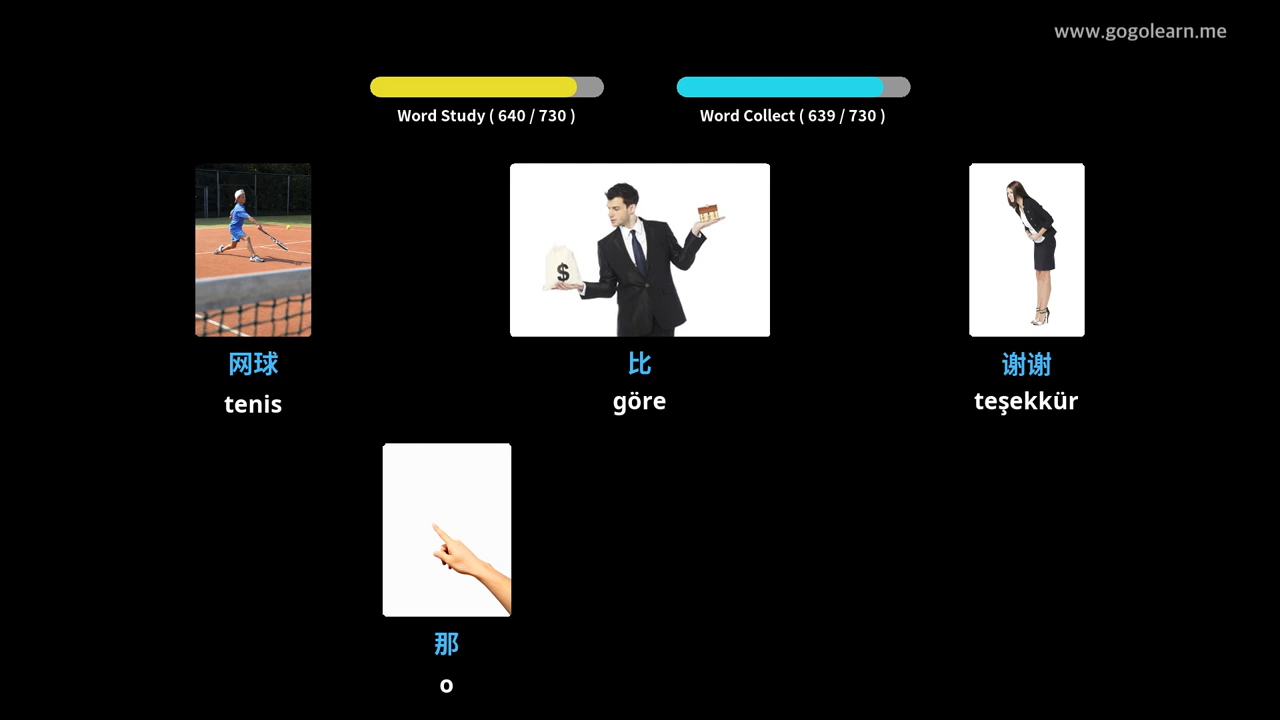 www.gogolearn.me
Word Study ( 640 / 730 )
Word Collect ( 639 / 730 )
$
网球
tenis
比
göre
谢谢
teşekkür
那
o